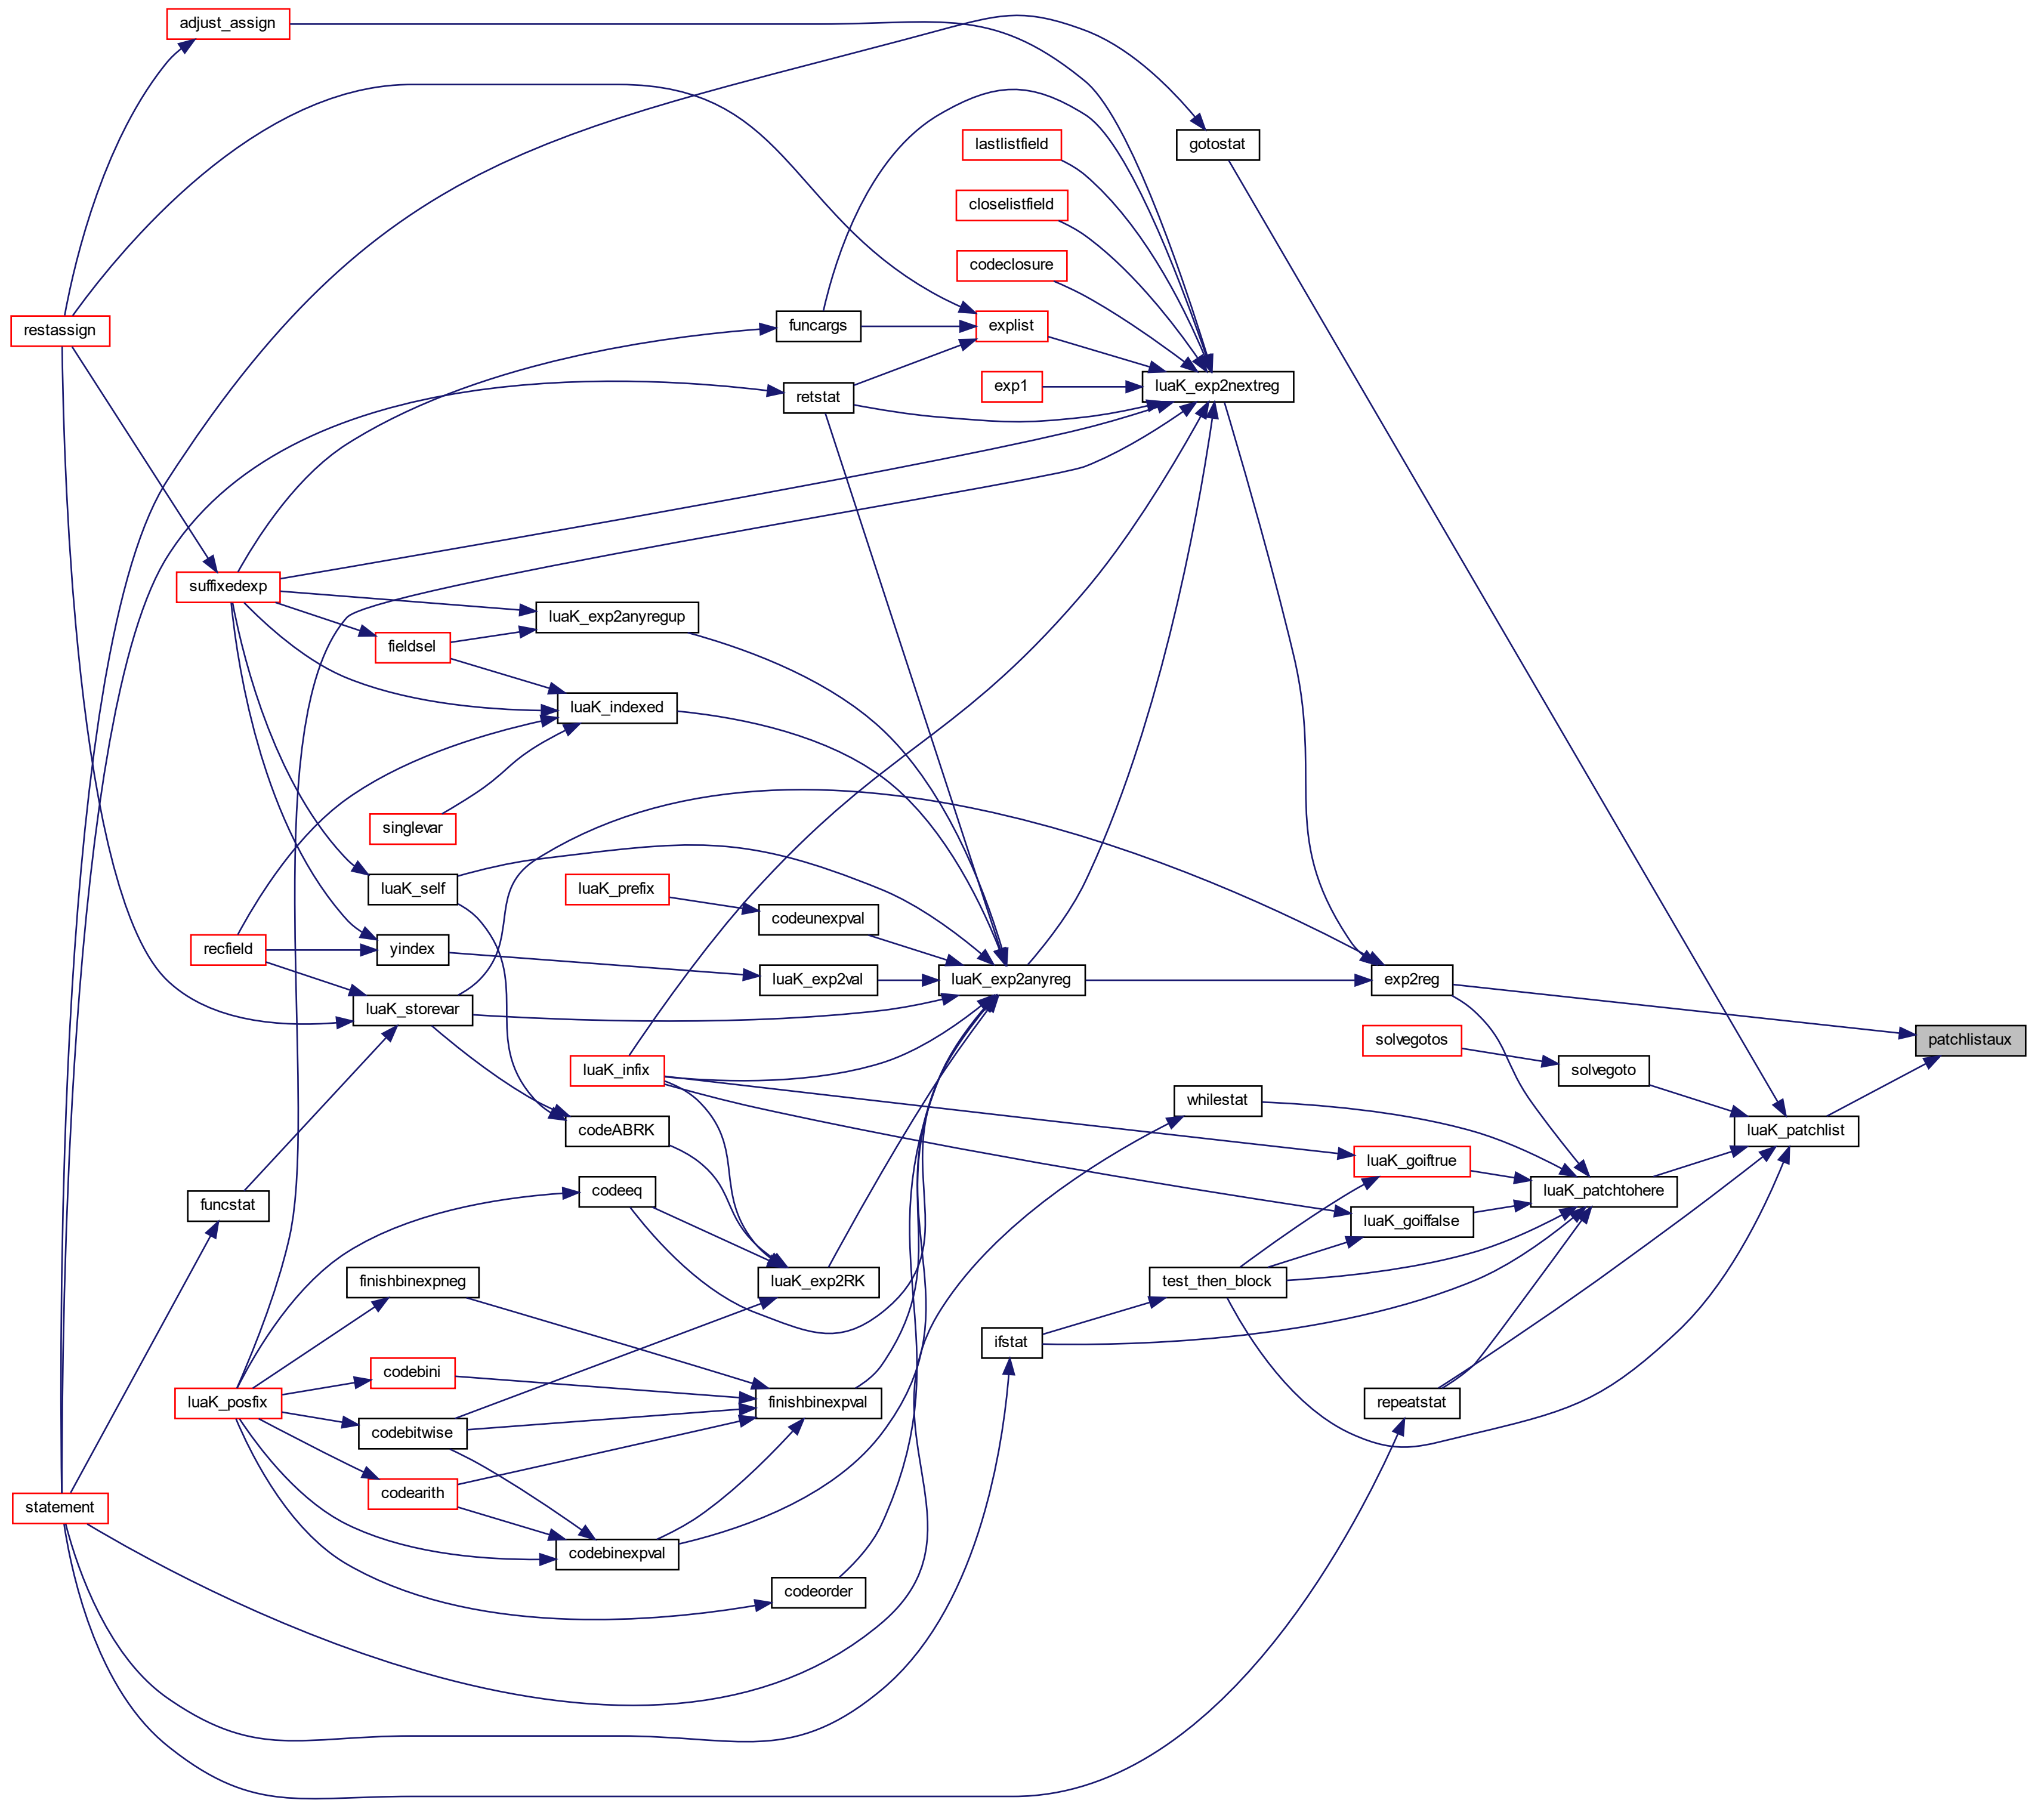 adjust_assign
gotostat
lastlistfield
closelistfield
codeclosure
restassign
funcargs
explist
exp1
luaK_exp2nextreg
retstat
suffixedexp
luaK_exp2anyregup
fieldsel
luaK_indexed
singlevar
luaK_self
luaK_prefix
codeunexpval
recfield
yindex
luaK_exp2val
luaK_exp2anyreg
exp2reg
luaK_storevar
solvegotos
patchlistaux
luaK_infix
solvegoto
whilestat
codeABRK
luaK_patchlist
luaK_goiftrue
funcstat
codeeq
luaK_patchtohere
luaK_goiffalse
finishbinexpneg
luaK_exp2RK
test_then_block
ifstat
codebini
luaK_posfix
finishbinexpval
repeatstat
codebitwise
codearith
statement
codebinexpval
codeorder